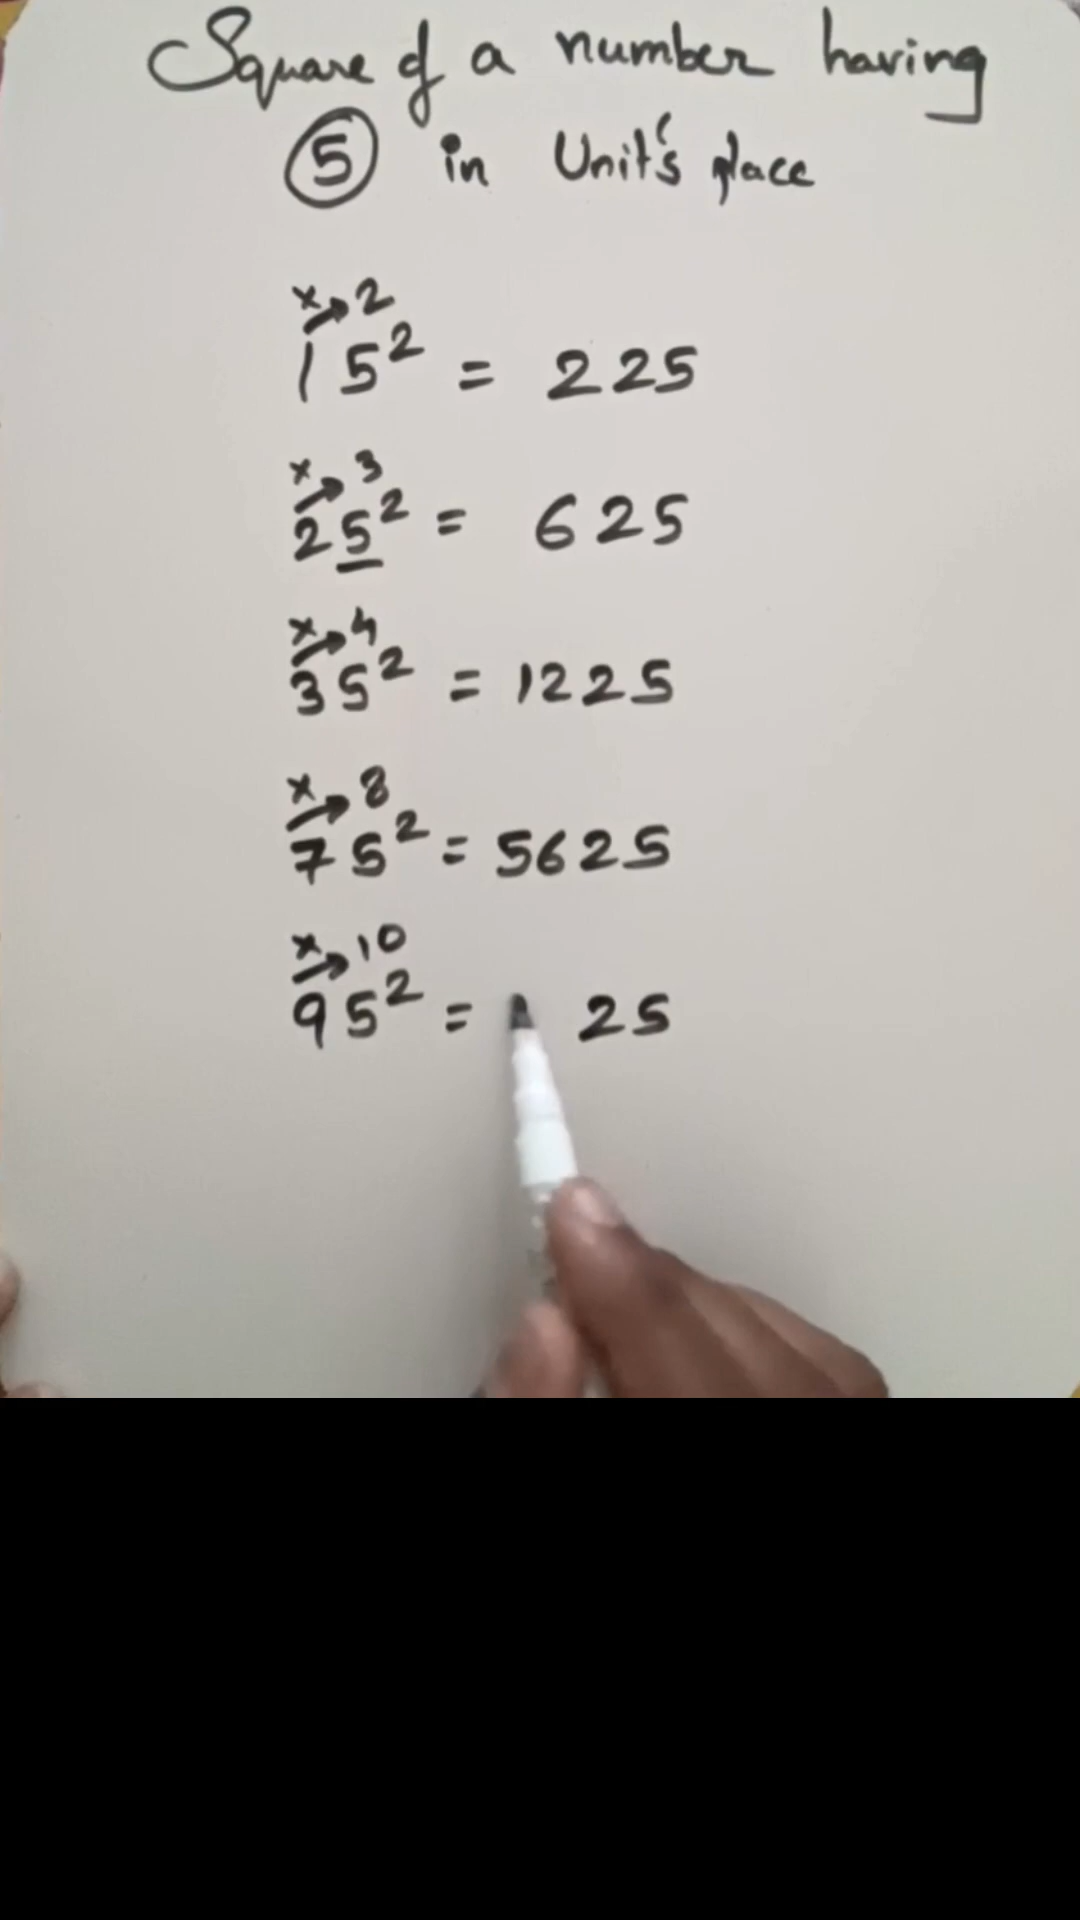 Square of a number having
5 in Unit's place
x 2
15² = 225
x 3
25² = 625
x 4
35² = 1225
x 8
75² = 5625
x 10
95² = 25